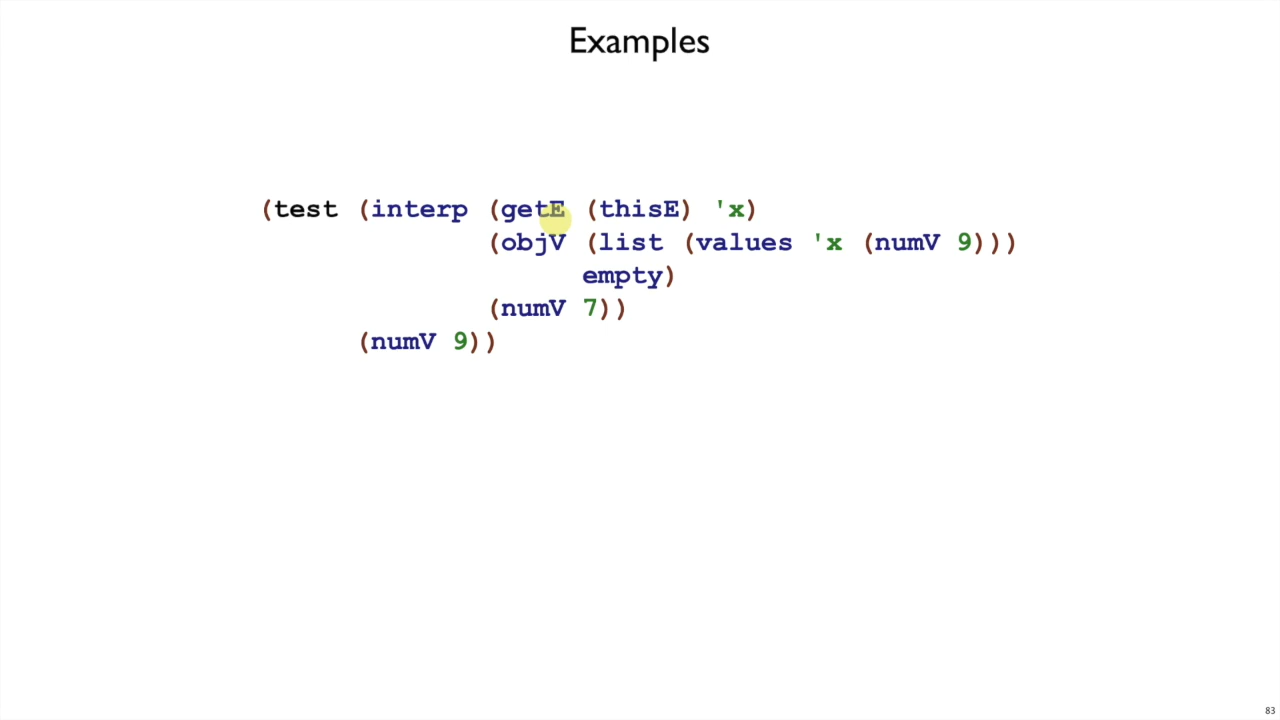 Examples
(test (interp (getE (thisE) 'x)
(objV (list (values 'x (numV 9)))
empty)
(numV 7))
(numV 9))
83